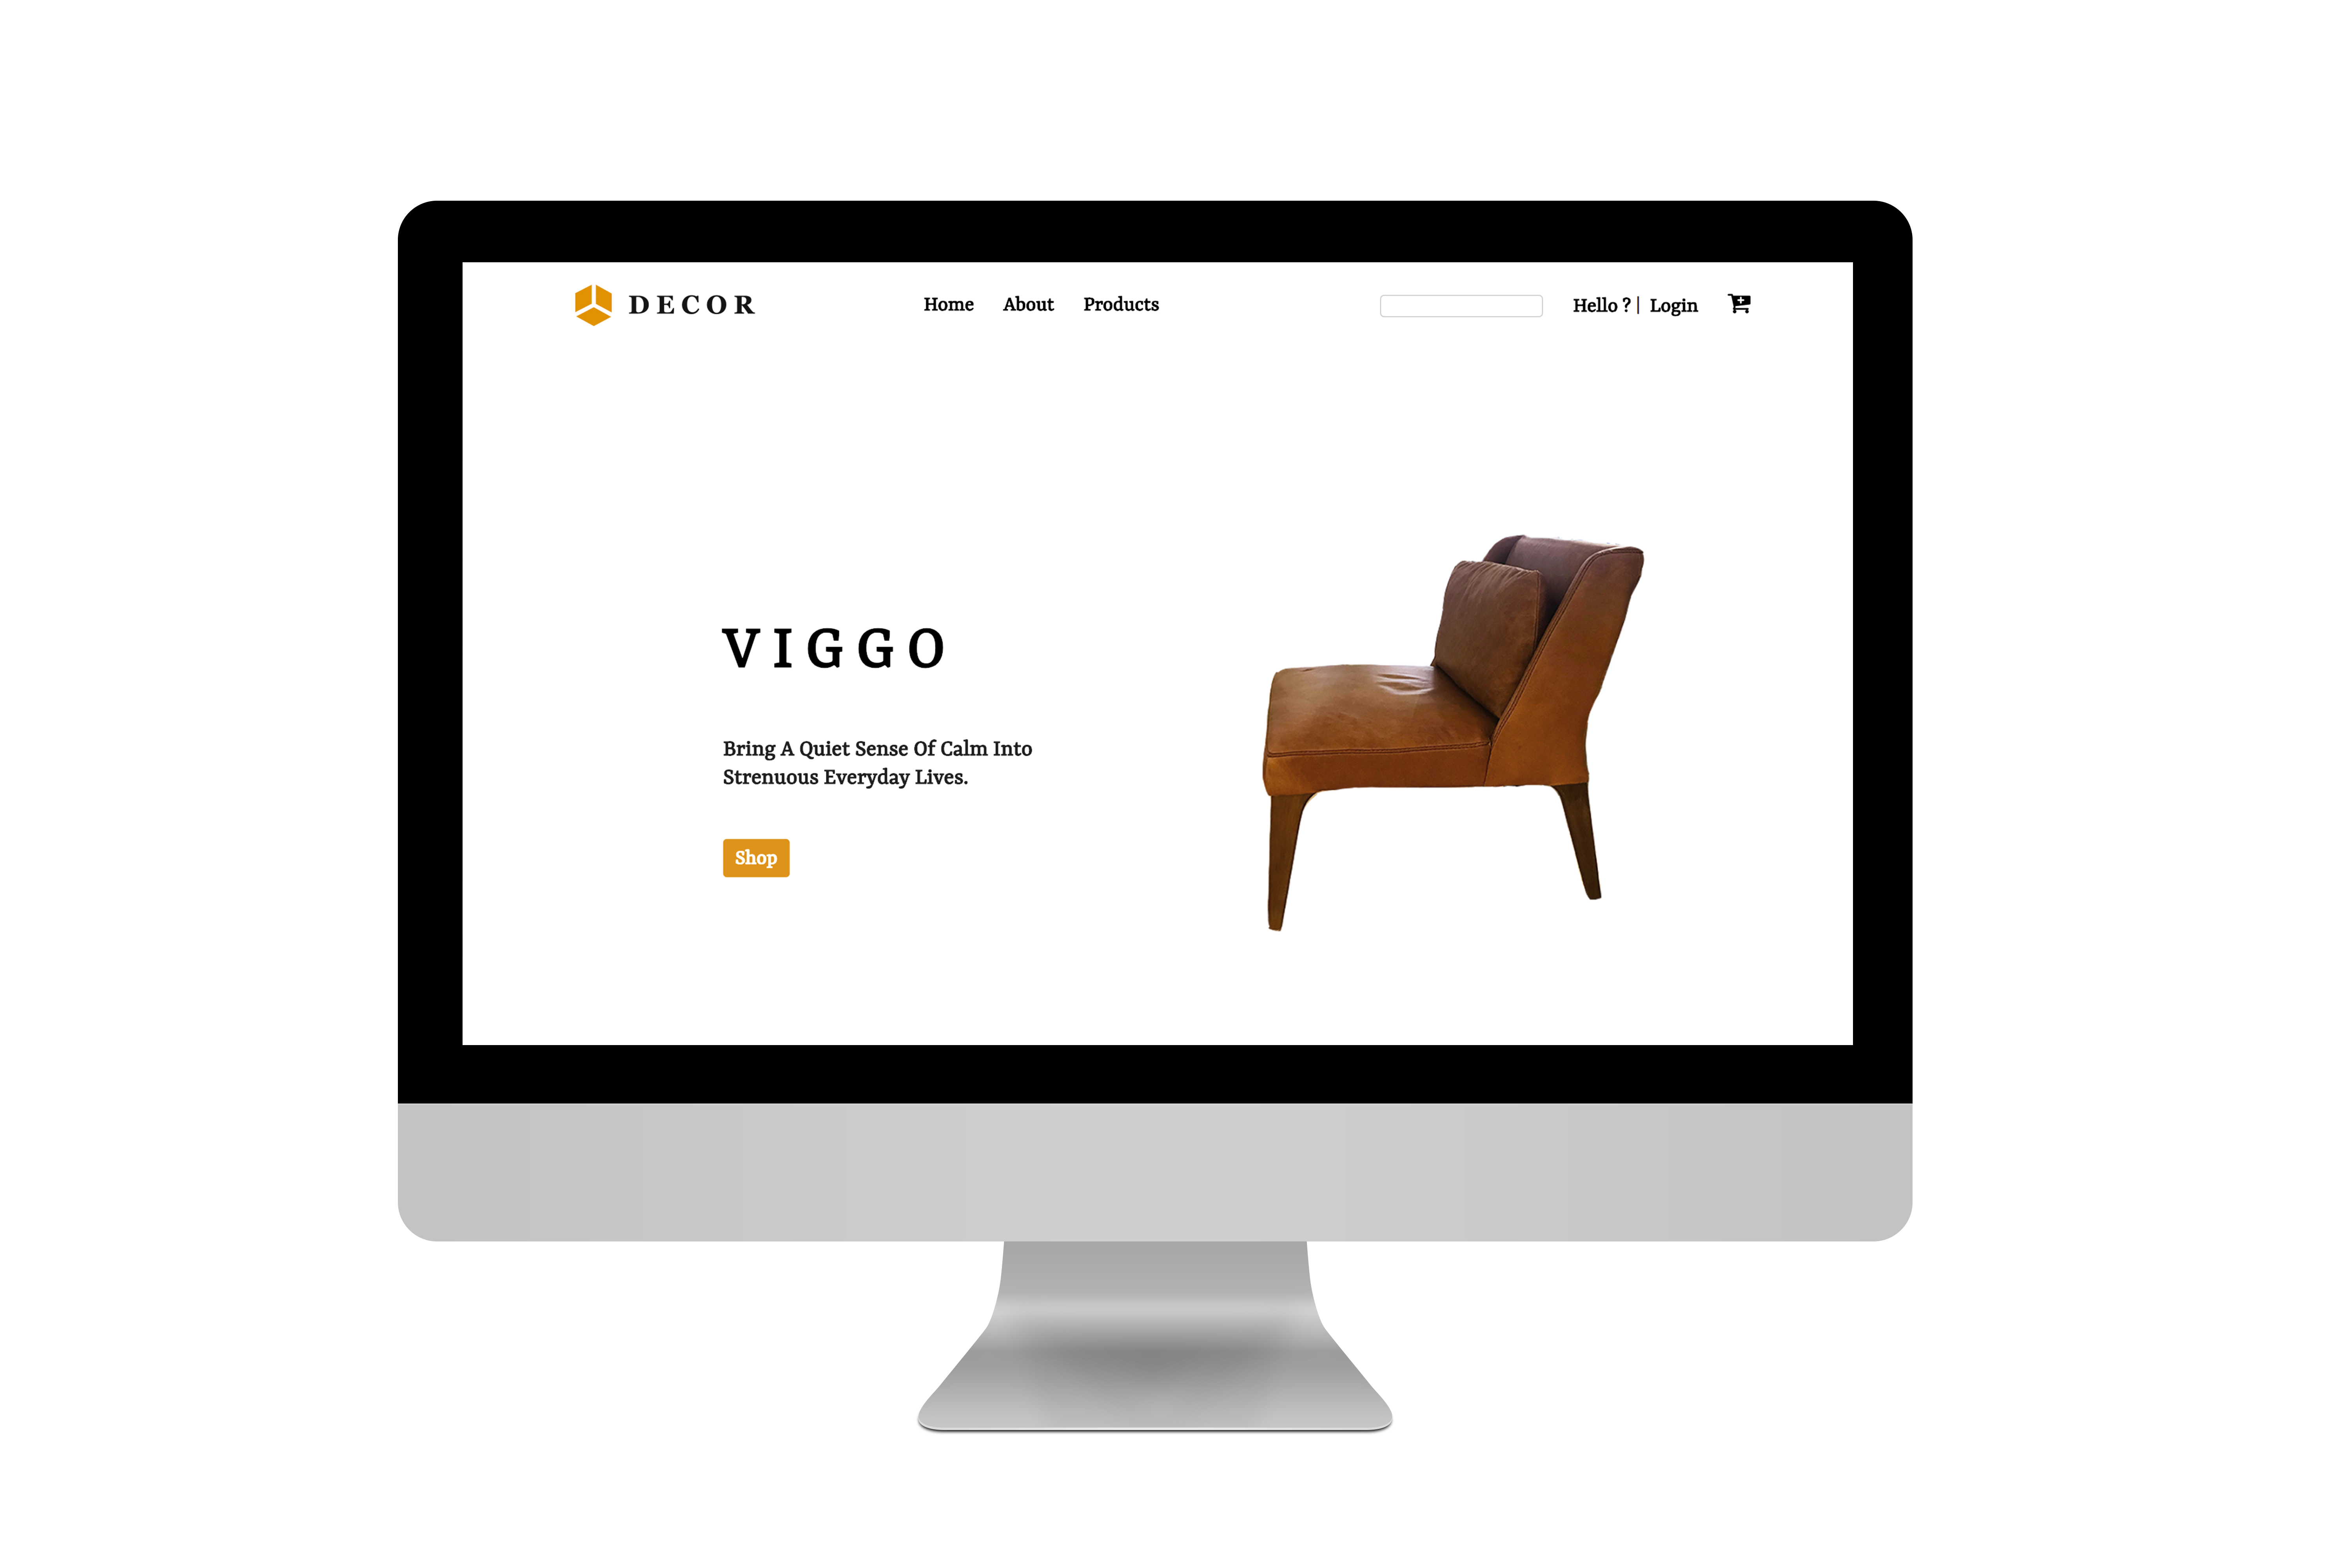 DECOR
Home About Products
Hello ? | Login
VIGGO
Bring A Quiet Sense Of Calm Into
Strenuous Everyday Lives.
Shop